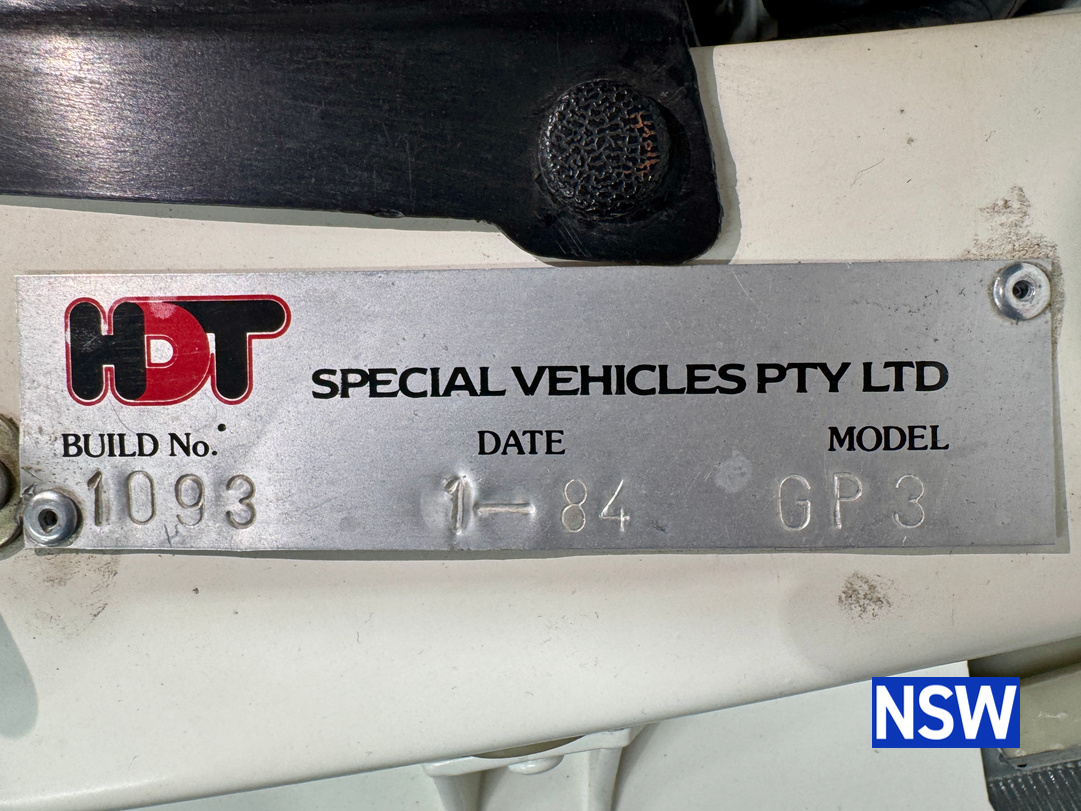 HDT
SPECIAL VEHICLES PTY LTD
BUILD No. DATE MODEL
1093 1—84 GP3
NSW